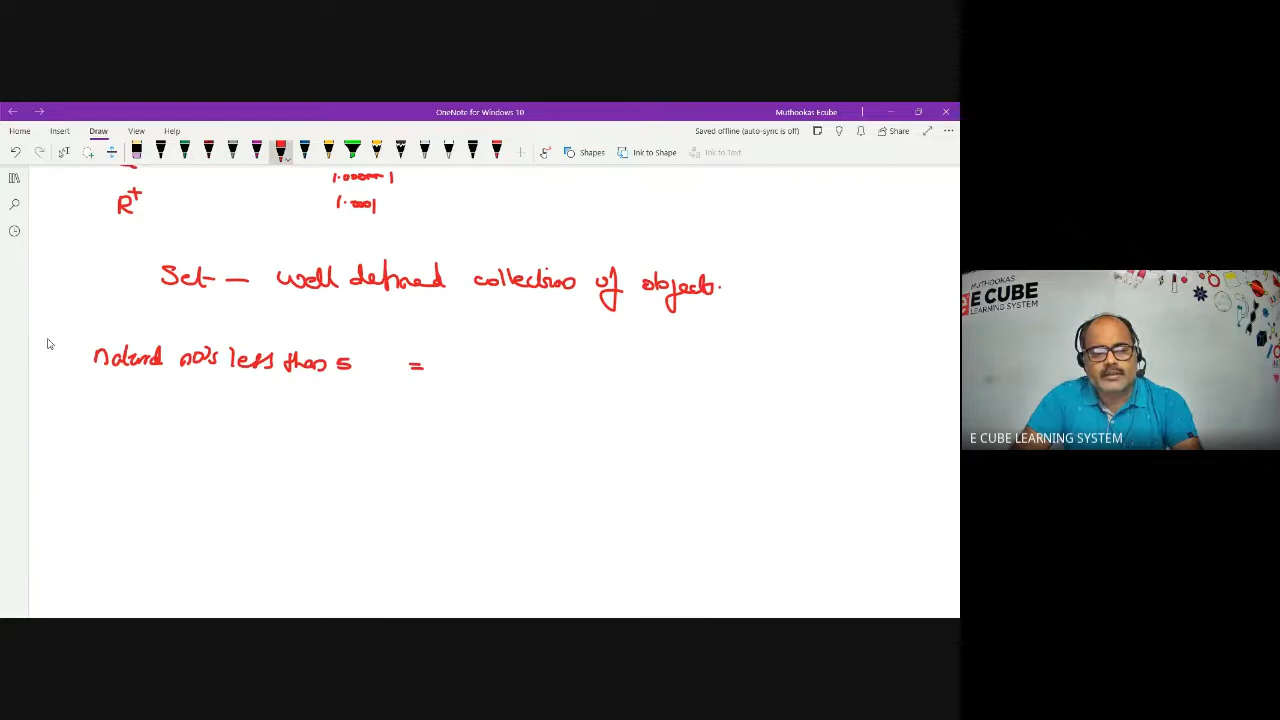 OneNote for Windows 10
Muthookas Ecube
Home Insert Draw View Help
Saved offline (auto-sync is off)
Share
Shapes
Ink to Shape
Ink to Text
R+
1.0001
Set — well defined collection of objects.
natural no's less than 5 =
MUTHOOKAS
E CUBE
LEARNING SYSTEM
E CUBE LEARNING SYSTEM